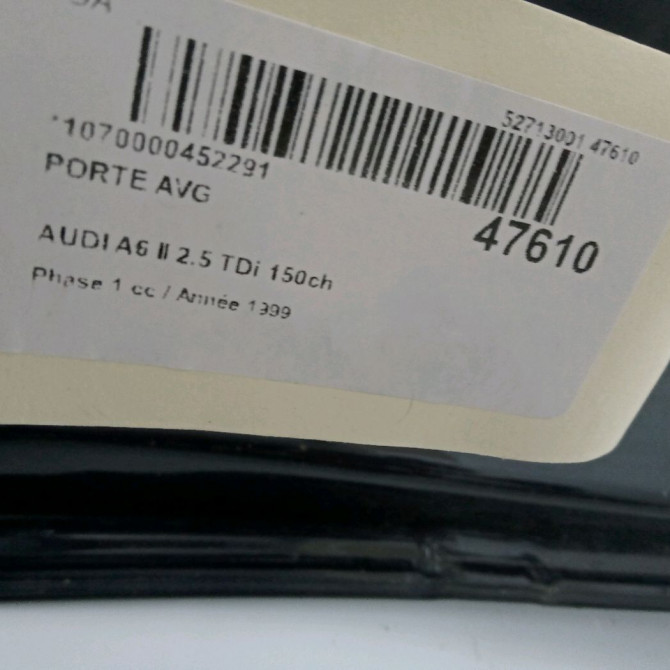 52713001 47610
*1070000452291
PORTE AVG
47610
AUDI A6 II 2.5 TDi 150ch
Phase 1 cc / Année 1999